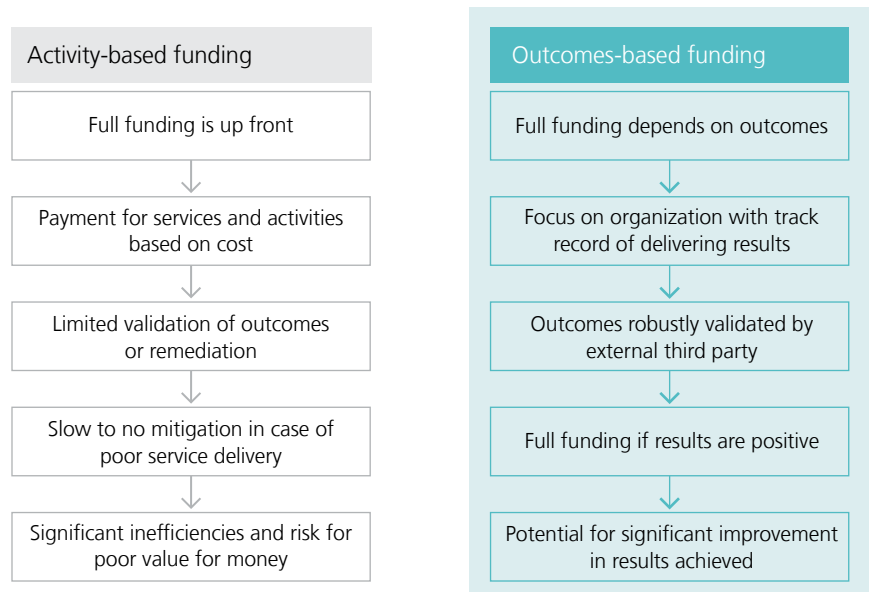 Activity-based funding
Full funding is up front
Payment for services and activities
based on cost
Limited validation of outcomes
or remediation
Slow to no mitigation in case of
poor service delivery
Significant inefficiencies and risk for
poor value for money
Outcomes-based funding
Full funding depends on outcomes
Focus on organization with track
record of delivering results
Outcomes robustly validated by
external third party
Full funding if results are positive
Potential for significant improvement
in results achieved